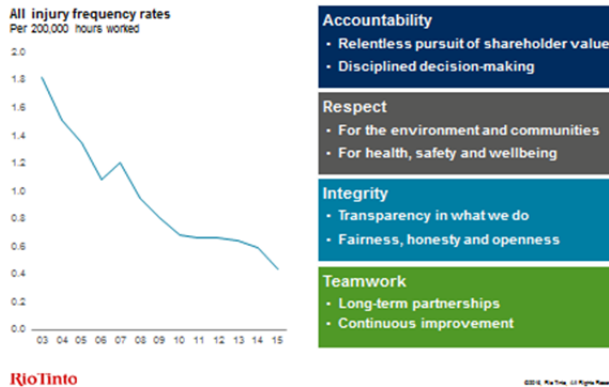 All injury frequency rates
Per 200,000 hours worked
2.0
1.8
1.6
1.4
1.2
1.0
0.8
0.6
0.4
0.2
0.0
03 04 05 06 07 08 09 10 11 12 13 14 15
Accountability
• Relentless pursuit of shareholder value
• Disciplined decision-making
Respect
• For the environment and communities
• For health, safety and wellbeing
Integrity
• Transparency in what we do
• Fairness, honesty and openness
Teamwork
• Long-term partnerships
• Continuous improvement
RioTinto
Rio Tinto, All Rights